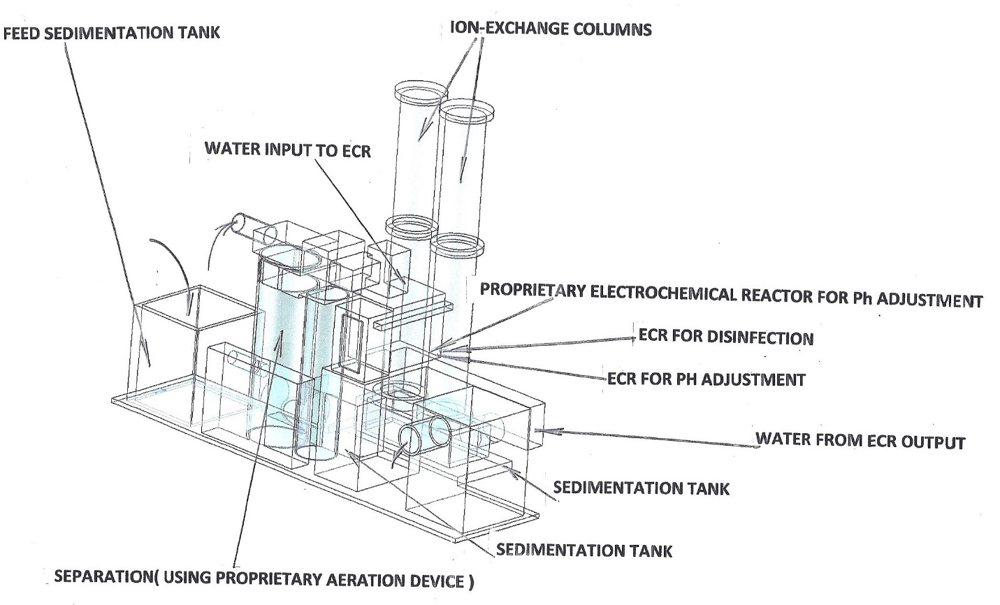 FEED SEDIMENTATION TANK
ION-EXCHANGE COLUMNS
WATER INPUT TO ECR
PROPRIETARY ELECTROCHEMICAL REACTOR FOR Ph ADJUSTMENT
ECR FOR DISINFECTION
ECR FOR PH ADJUSTMENT
WATER FROM ECR OUTPUT
SEDIMENTATION TANK
SEDIMENTATION TANK
SEPARATION( USING PROPRIETARY AERATION DEVICE )